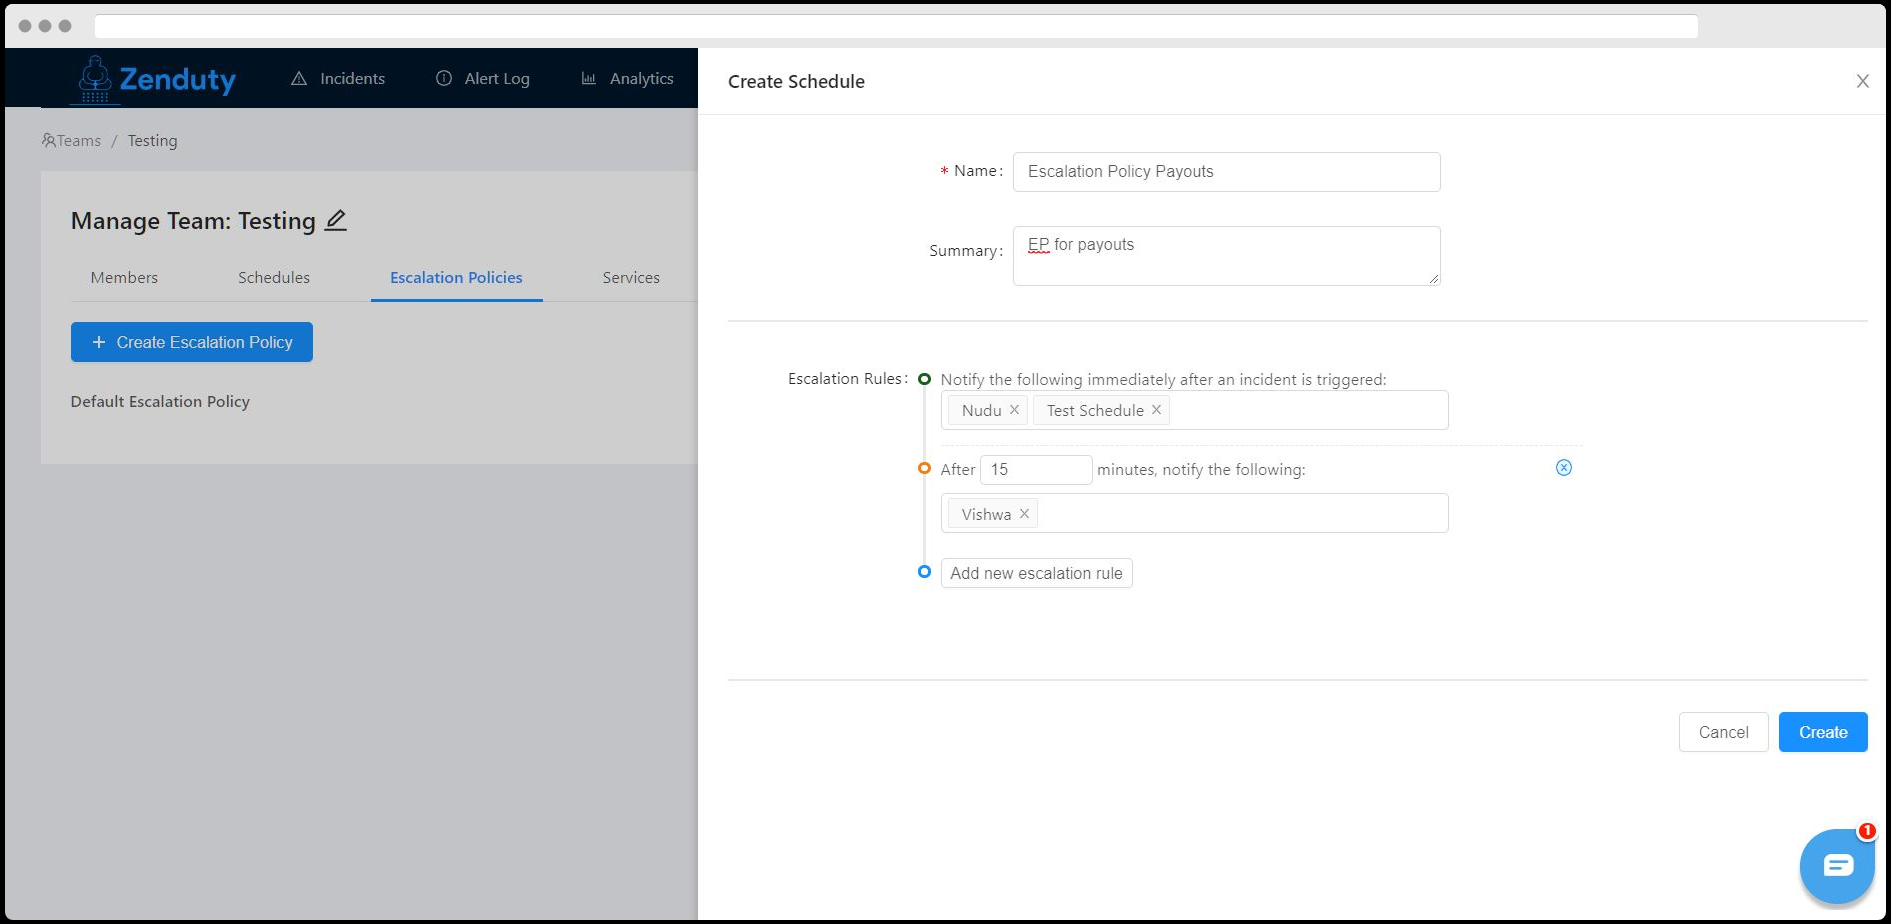 Zenduty
Incidents
Alert Log
Analytics
Teams / Testing
Manage Team: Testing
Members
Schedules
Escalation Policies
Services
+ Create Escalation Policy
Default Escalation Policy
Create Schedule
* Name: Escalation Policy Payouts
Summary: EP for payouts
Escalation Rules: Notify the following immediately after an incident is triggered:
Nudu Test Schedule
After 15 minutes, notify the following:
Vishwa
Add new escalation rule
Cancel Create
1